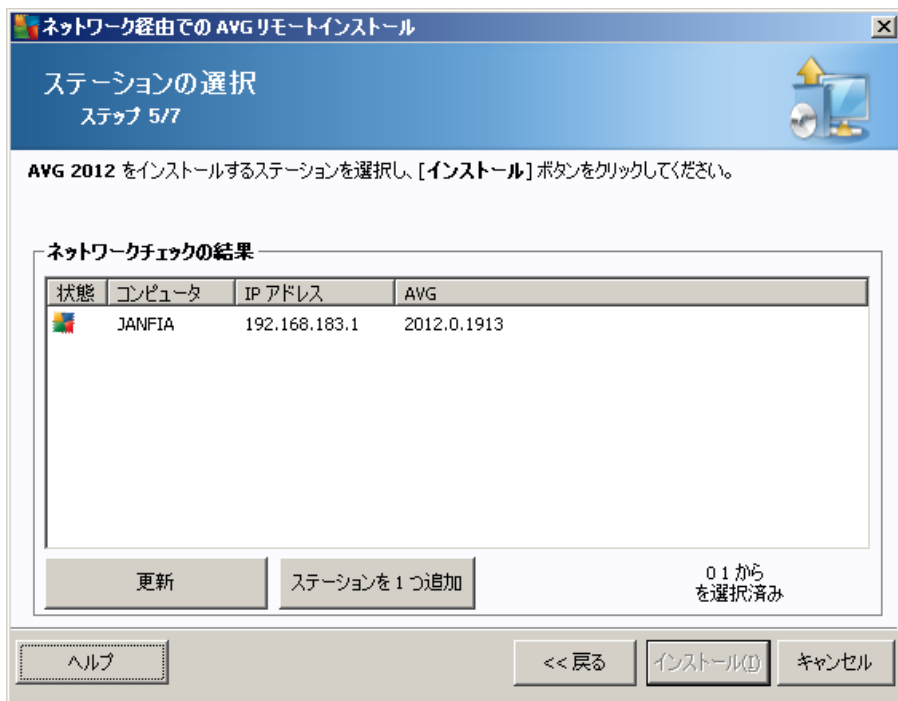 ネットワーク経由での AVG リモートインストール
ステーションの選択
ステップ 5/7
AVG 2012 をインストールするステーションを選択し、[インストール] ボタンをクリックしてください。
ネットワークチェックの結果
状態 コンピュータ IP アドレス AVG
JANFIA 192.168.183.1 2012.0.1913
更新 ステーションを 1 つ追加
0 1 から
を選択済み
ヘルプ << 戻る インストール(I) キャンセル